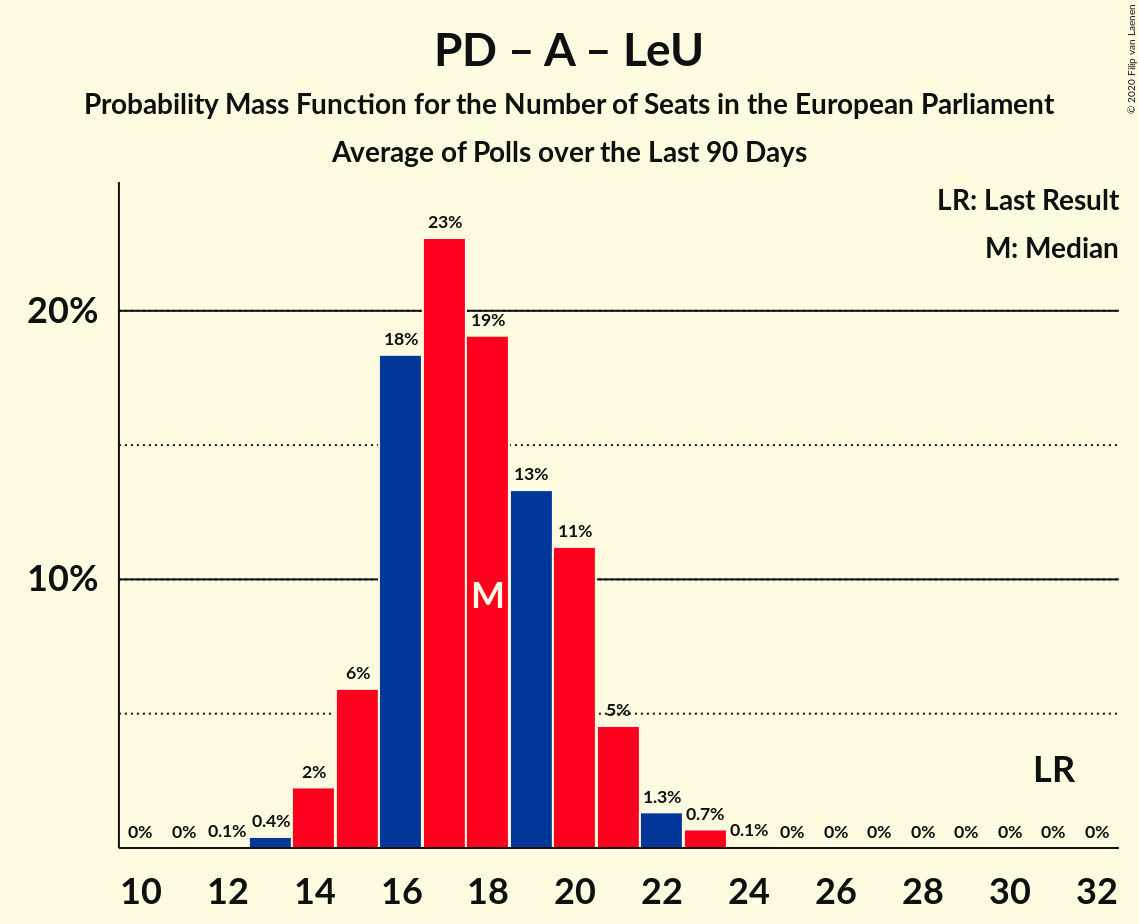 PD – A – LeU
Probability Mass Function for the Number of Seats in the European Parliament
Average of Polls over the Last 90 Days
© 2020 Filip van Laenen
LR: Last Result
M: Median
20%
10%
0%
0%
0.1%
0.4%
2%
6%
18%
23%
19%
13%
11%
5%
1.3%
0.7%
0.1%
0%
0%
0%
0%
0%
0%
0%
0%
M
LR
10 12 14 16 18 20 22 24 26 28 30 32